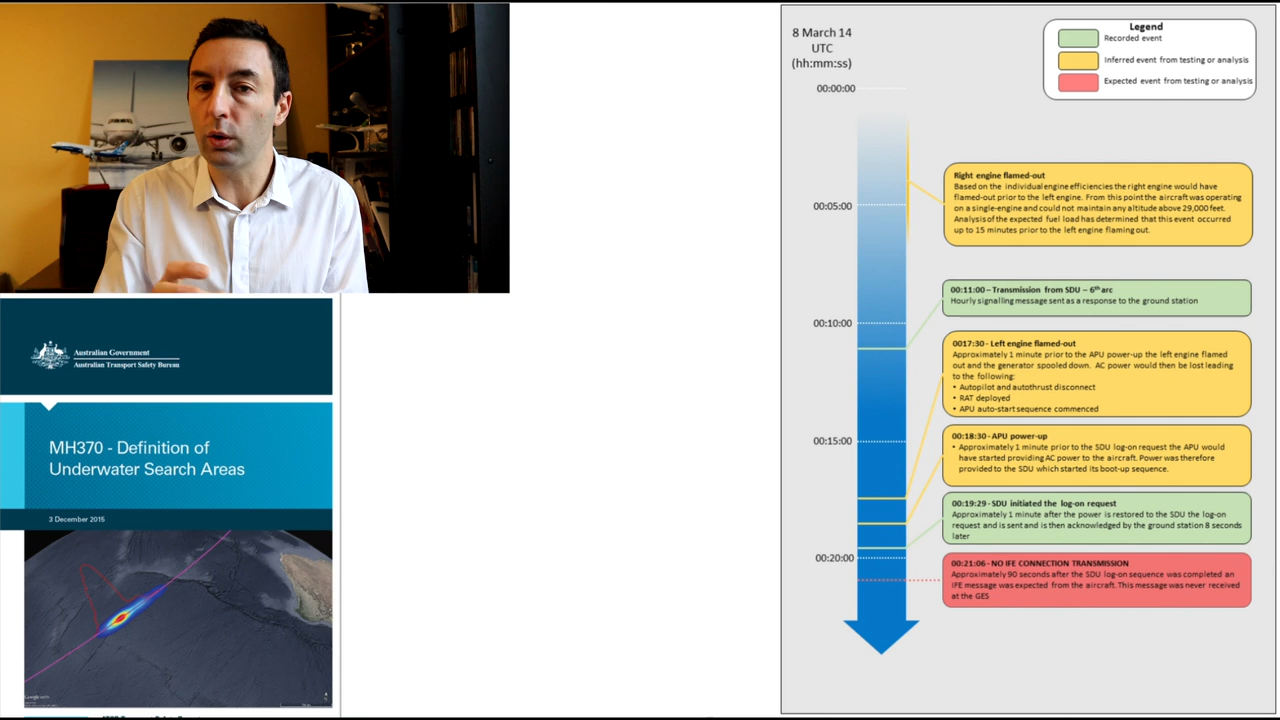 Australian Government
Australian Transport Safety Bureau
MH370 - Definition of
Underwater Search Areas
3 December 2015
8 March 14
UTC
(hh:mm:ss)
00:00:00
00:05:00
00:10:00
00:15:00
00:20:00
Legend
Recorded event
Inferred event from testing or analysis
Expected event from testing or analysis
Right engine flamed-out
Based on the individual engine efficiencies the right engine would have
flamed-out prior to the left engine. From this point the aircraft was operating
on a single-engine and could not maintain any altitude above 29,000 feet.
Analysis of the expected fuel load has determined that this event occurred
up to 15 minutes prior to the left engine flaming out.
00:11:00 – Transmission from SDU – 6th arc
Hourly signalling message sent as a response to the ground station
0017:30 - Left engine flamed-out
Approximately 1 minute prior to the APU power-up the left engine flamed
out and the generator spooled down. AC power would then be lost leading
to the following:
• Autopilot and autothrust disconnect
• RAT deployed
• APU auto-start sequence commenced
00:18:30 - APU power-up
• Approximately 1 minute prior to the SDU log-on request the APU would
have started providing AC power to the aircraft. Power was therefore
provided to the SDU which started its boot-up sequence.
00:19:29 - SDU initiated the log-on request
Approximately 1 minute after the power is restored to the SDU the log-on
request and is sent and is then acknowledged by the ground station 8 seconds
later
00:21:06 - NO IFE CONNECTION TRANSMISSION
Approximately 90 seconds after the SDU log-on sequence was completed an
IFE message was expected from the aircraft. This message was never received
at the GES